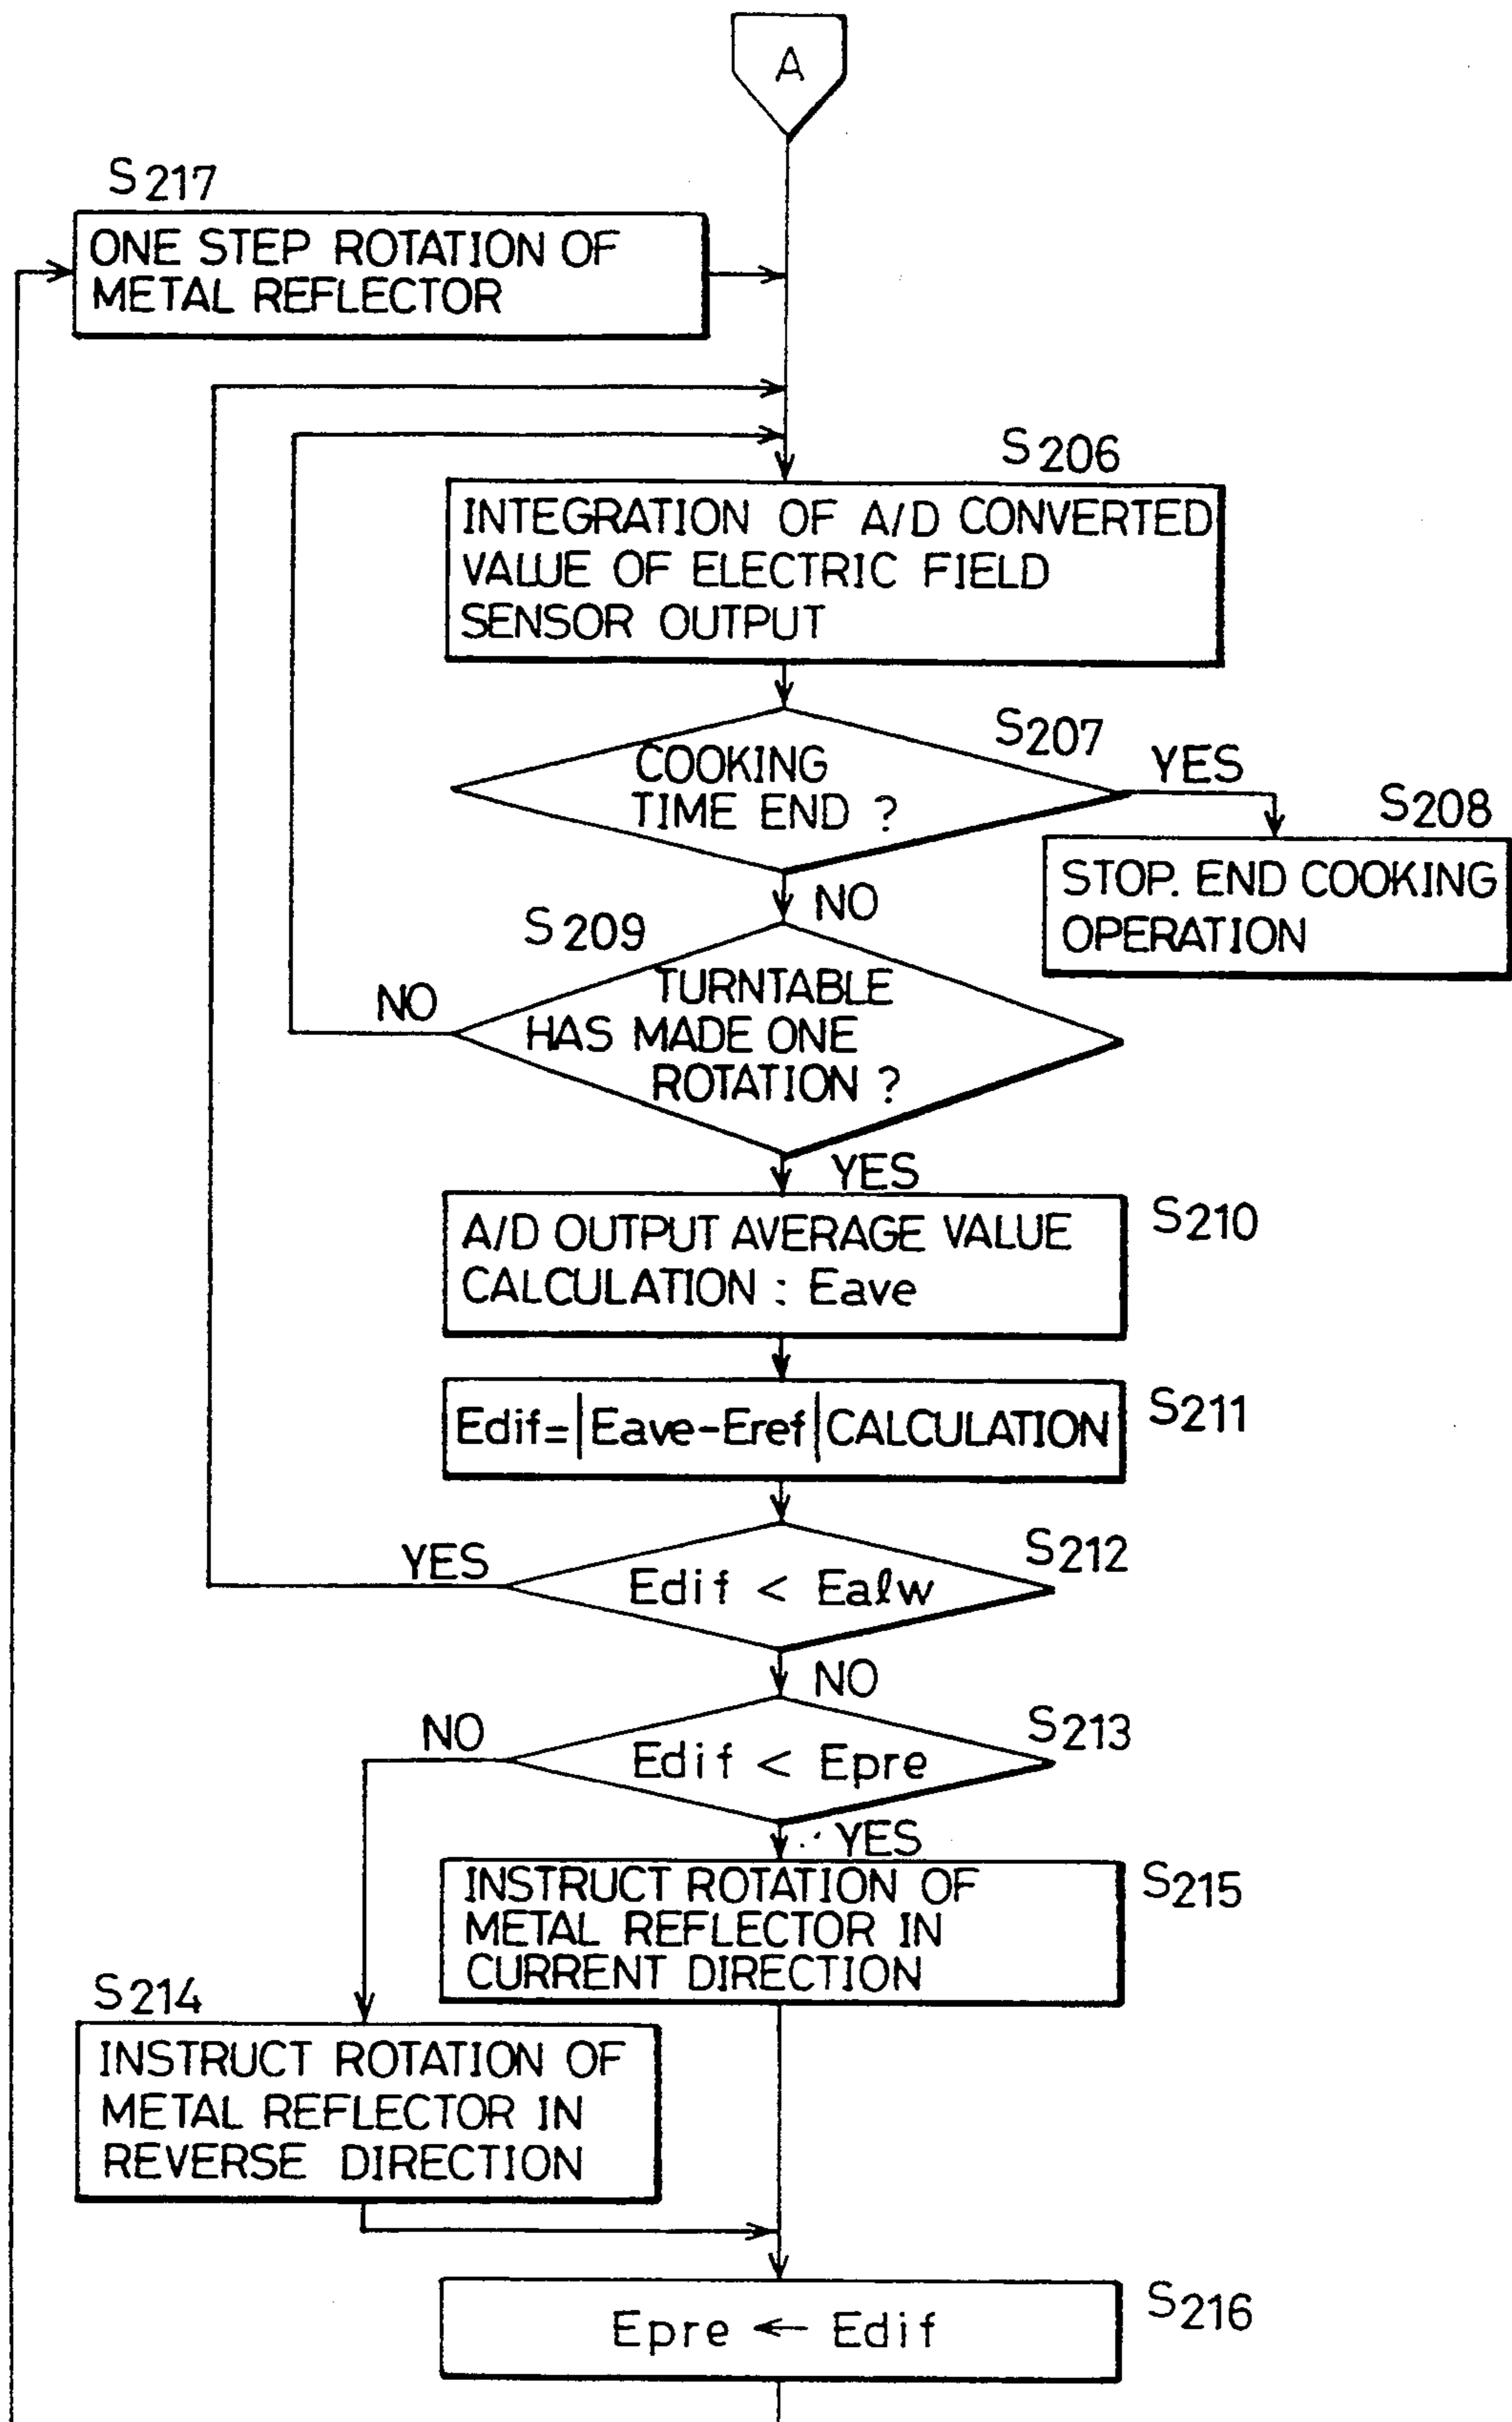 A
S217
ONE STEP ROTATION OF
METAL REFLECTOR
S206
INTEGRATION OF A/D CONVERTED
VALUE OF ELECTRIC FIELD
SENSOR OUTPUT
S207
COOKING
TIME END ?
YES
S208
STOP. END COOKING
OPERATION
NO
S209
TURNTABLE
HAS MADE ONE
ROTATION ?
NO
YES
S210
A/D OUTPUT AVERAGE VALUE
CALCULATION : Eave
S211
Edif=|Eave-Eref|CALCULATION
S212
Edif < Ealw
YES
NO
S213
Edif < Epre
NO
YES
S215
INSTRUCT ROTATION OF
METAL REFLECTOR IN
CURRENT DIRECTION
S214
INSTRUCT ROTATION OF
METAL REFLECTOR IN
REVERSE DIRECTION
S216
Epre ← Edif